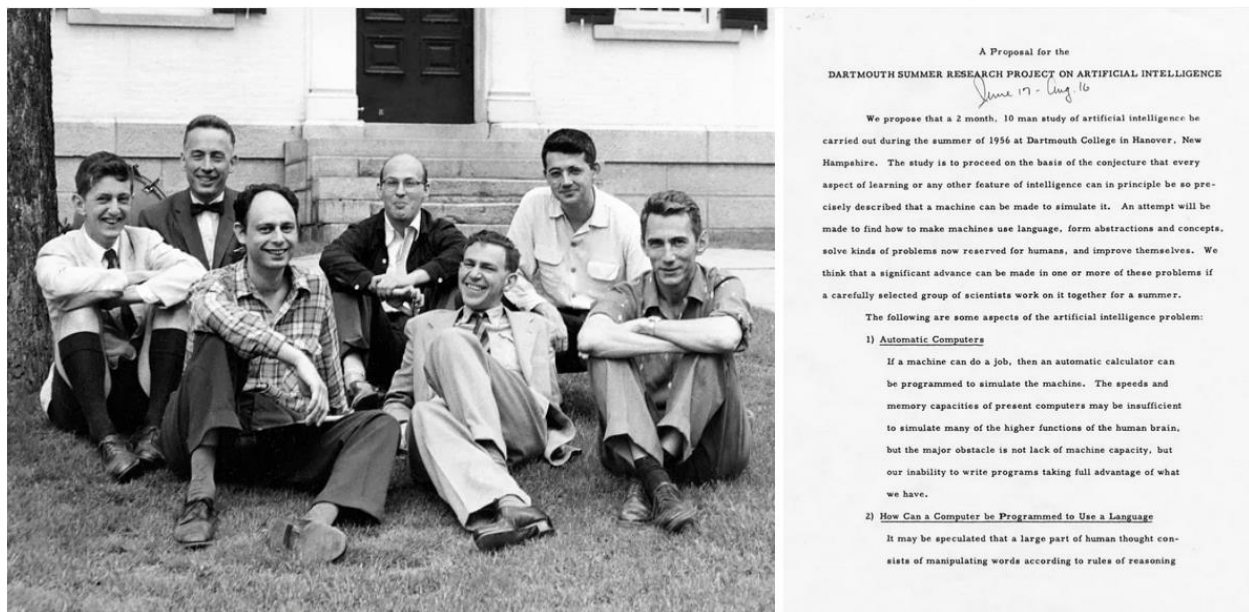 A Proposal for the
DARTMOUTH SUMMER RESEARCH PROJECT ON ARTIFICIAL INTELLIGENCE
June 17 - Aug. 16
We propose that a 2 month, 10 man study of artificial intelligence be
carried out during the summer of 1956 at Dartmouth College in Hanover, New
Hampshire. The study is to proceed on the basis of the conjecture that every
aspect of learning or any other feature of intelligence can in principle be so pre-
cisely described that a machine can be made to simulate it. An attempt will be
made to find how to make machines use language, form abstractions and concepts,
solve kinds of problems now reserved for humans, and improve themselves. We
think that a significant advance can be made in one or more of these problems if
a carefully selected group of scientists work on it together for a summer.
The following are some aspects of the artificial intelligence problem:
1) Automatic Computers
If a machine can do a job, then an automatic calculator can
be programmed to simulate the machine. The speeds and
memory capacities of present computers may be insufficient
to simulate many of the higher functions of the human brain,
but the major obstacle is not lack of machine capacity, but
our inability to write programs taking full advantage of what
we have.
2) How Can a Computer be Programmed to Use a Language
It may be speculated that a large part of human thought con-
sists of manipulating words according to rules of reasoning